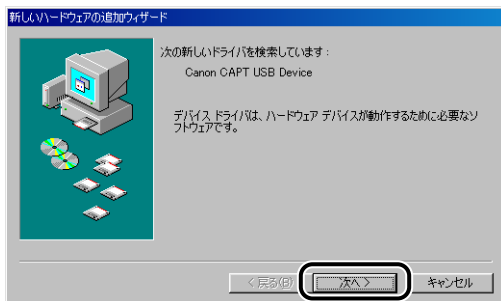 新しいハードウェアの追加ウィザード
次の新しいドライバを検索しています :
Canon CAPT USB Device
デバイス ドライバは、ハードウェア デバイスが動作するために必要なソ
フトウェアです。
< 戻る(B)
次へ >
キャンセル